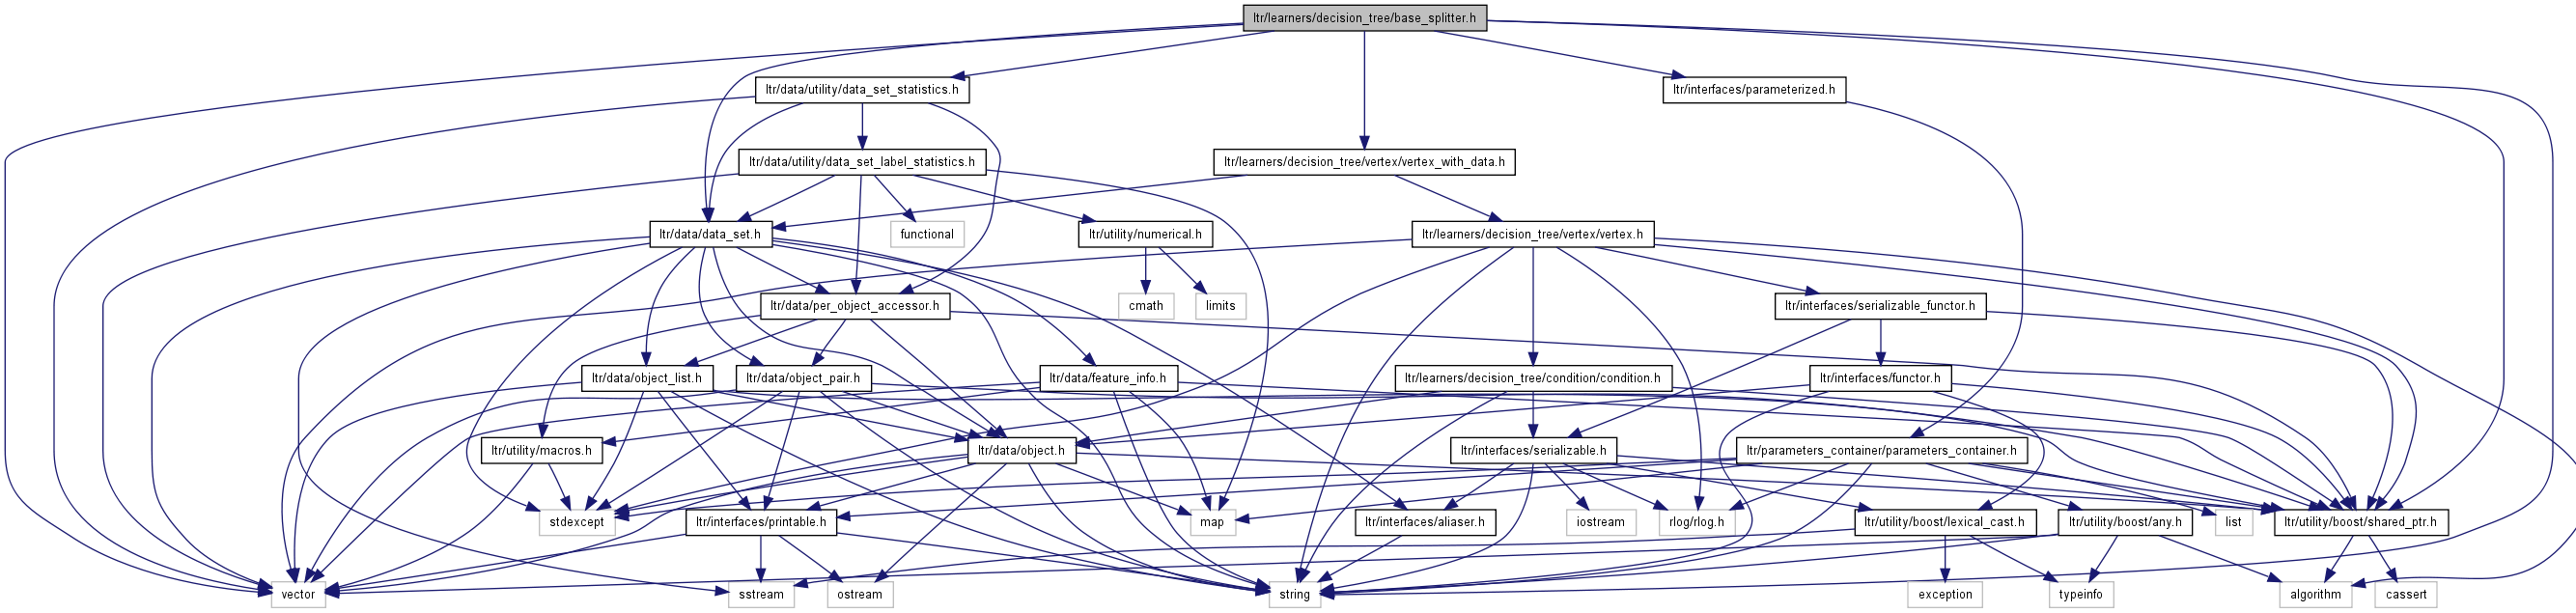 ltr/learners/decision_tree/base_splitter.h
ltr/data/utility/data_set_statistics.h
ltr/interfaces/parameterized.h
ltr/data/utility/data_set_label_statistics.h
ltr/learners/decision_tree/vertex/vertex_with_data.h
ltr/data/data_set.h
functional
ltr/utility/numerical.h
ltr/learners/decision_tree/vertex/vertex.h
ltr/data/per_object_accessor.h
cmath
limits
ltr/interfaces/serializable_functor.h
ltr/data/object_list.h
ltr/data/object_pair.h
ltr/data/feature_info.h
ltr/learners/decision_tree/condition/condition.h
ltr/interfaces/functor.h
ltr/utility/macros.h
ltr/data/object.h
ltr/interfaces/serializable.h
ltr/parameters_container/parameters_container.h
stdexcept
ltr/interfaces/printable.h
map
ltr/interfaces/aliaser.h
iostream
rlog/rlog.h
ltr/utility/boost/lexical_cast.h
ltr/utility/boost/any.h
list
ltr/utility/boost/shared_ptr.h
vector
sstream
ostream
string
exception
typeinfo
algorithm
cassert